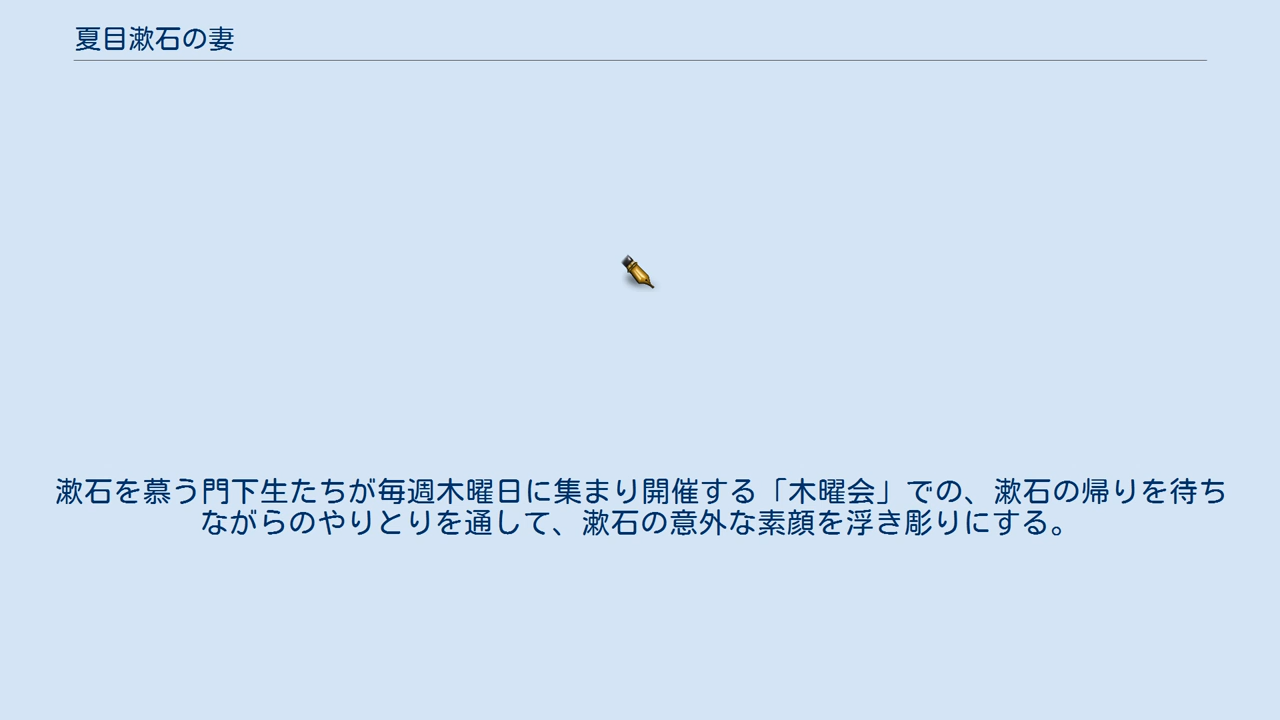 夏目漱石の妻
漱石を慕う門下生たちが毎週木曜日に集まり開催する「木曜会」での、漱石の帰りを待ち
ながらのやりとりを通して、漱石の意外な素顔を浮き彫りにする。